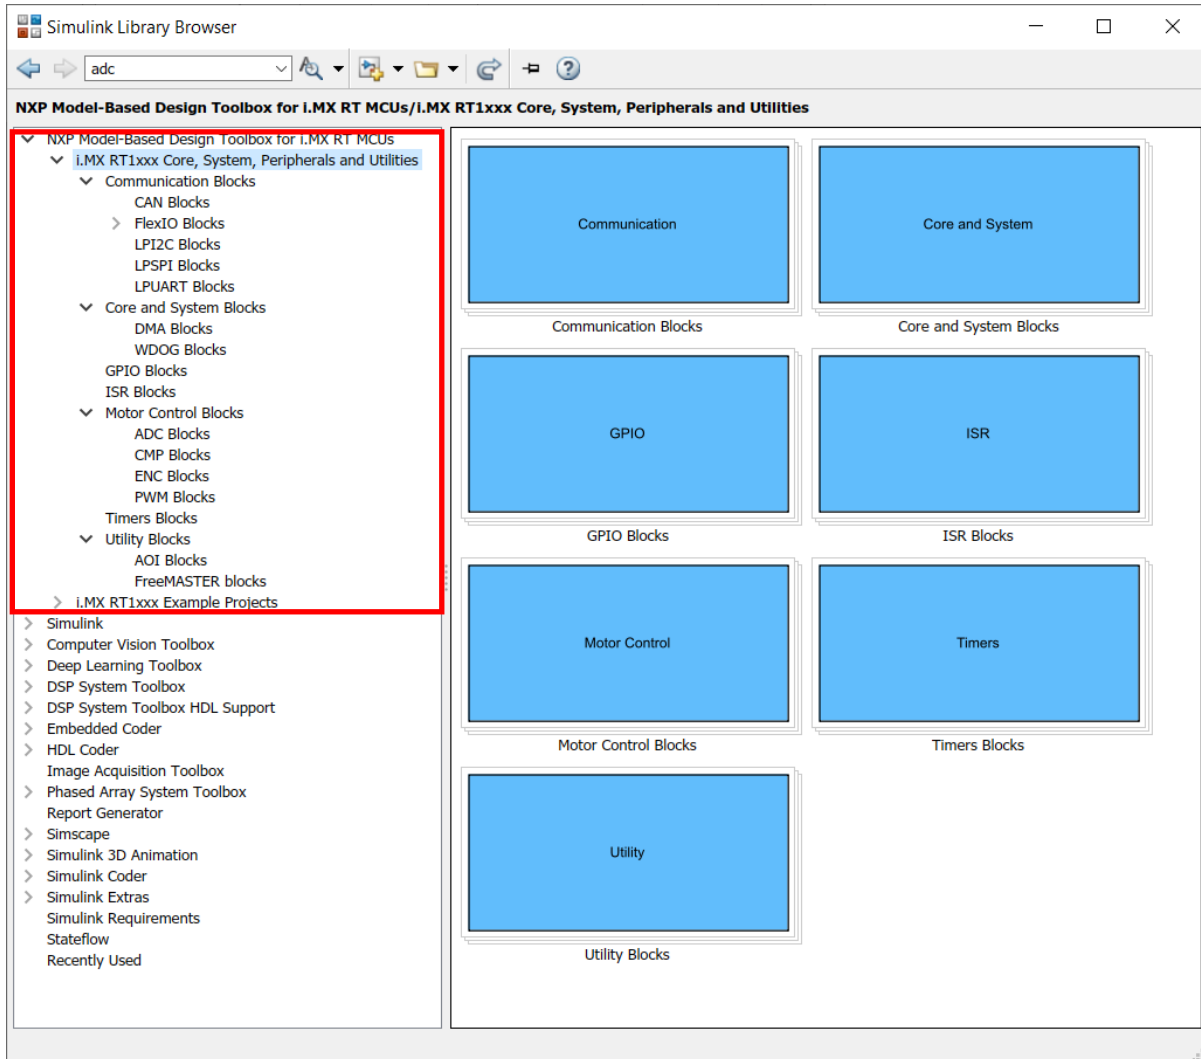 Simulink Library Browser
adc
NXP Model-Based Design Toolbox for i.MX RT MCUs/i.MX RT1xxx Core, System, Peripherals and Utilities
NXP Model-Based Design Toolbox for i.MX RT MCUs
i.MX RT1xxx Core, System, Peripherals and Utilities
Communication Blocks
CAN Blocks
FlexIO Blocks
LPI2C Blocks
LPSPI Blocks
LPUART Blocks
Core and System Blocks
DMA Blocks
WDOG Blocks
GPIO Blocks
ISR Blocks
Motor Control Blocks
ADC Blocks
CMP Blocks
ENC Blocks
PWM Blocks
Timers Blocks
Utility Blocks
AOI Blocks
FreeMASTER blocks
i.MX RT1xxx Example Projects
Simulink
Computer Vision Toolbox
Deep Learning Toolbox
DSP System Toolbox
DSP System Toolbox HDL Support
Embedded Coder
HDL Coder
Image Acquisition Toolbox
Phased Array System Toolbox
Report Generator
Simscape
Simulink 3D Animation
Simulink Coder
Simulink Extras
Simulink Requirements
Stateflow
Recently Used
Communication
Core and System
Communication Blocks
Core and System Blocks
GPIO
ISR
GPIO Blocks
ISR Blocks
Motor Control
Timers
Motor Control Blocks
Timers Blocks
Utility
Utility Blocks